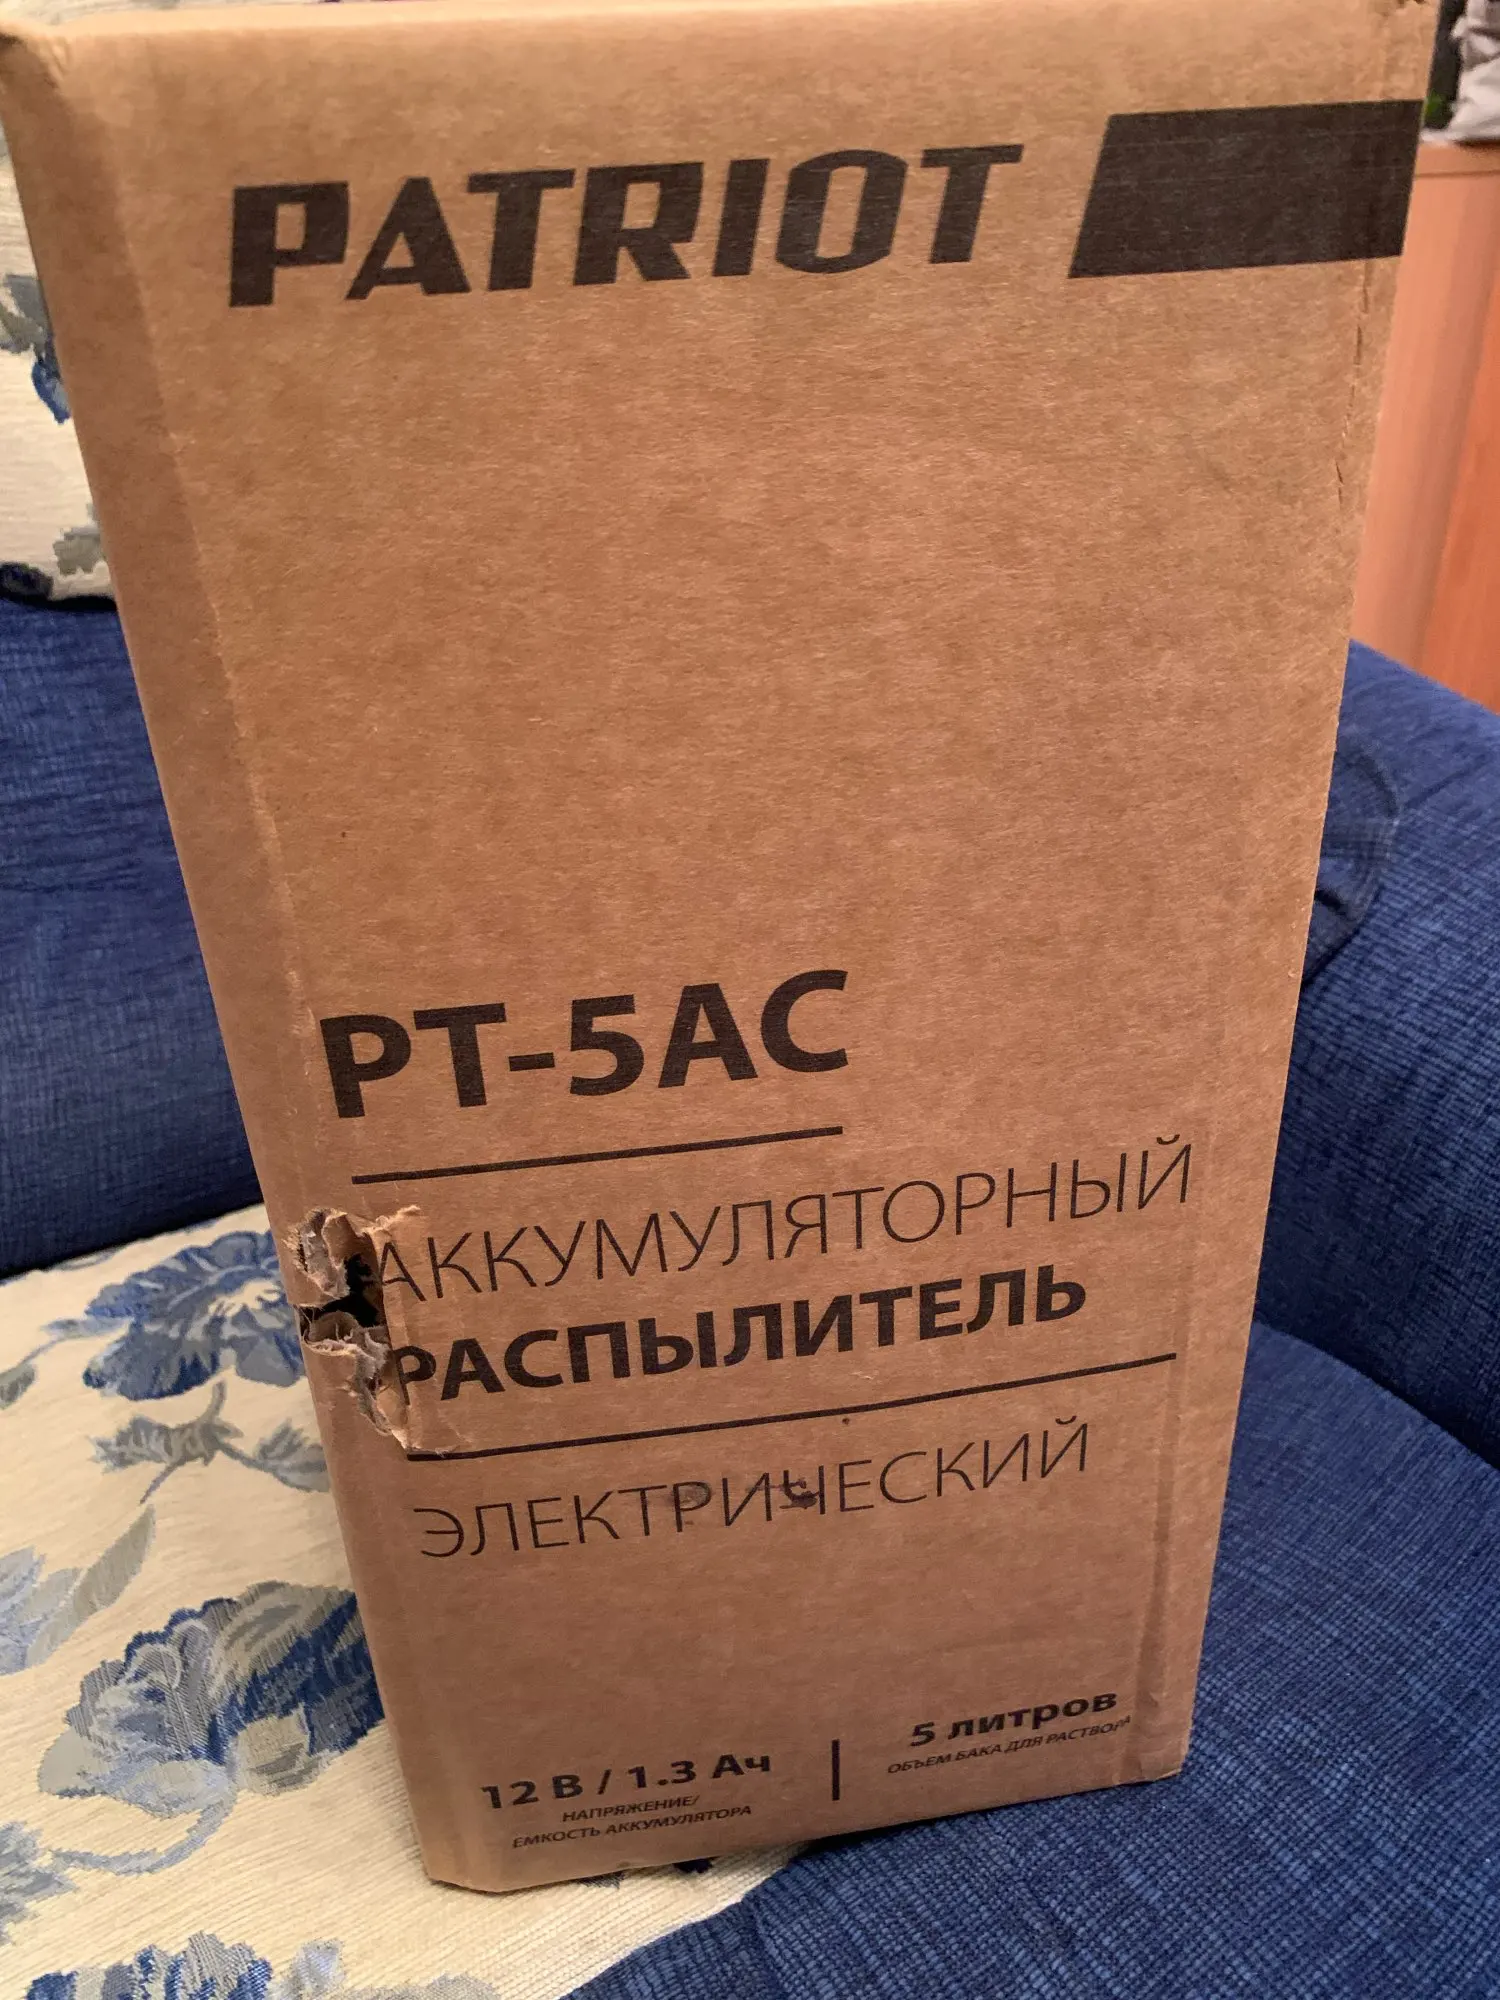 PATRIOT
PT-5AC
АККУМУЛЯТОРНЫЙ
РАСПЫЛИТЕЛЬ
ЭЛЕКТРИЧЕСКИЙ
12 В / 1.3 Ач
НАПРЯЖЕНИЕ/
ЕМКОСТЬ АККУМУЛЯТОРА
5 литров
ОБЪЕМ БАКА ДЛЯ РАСТВОРА